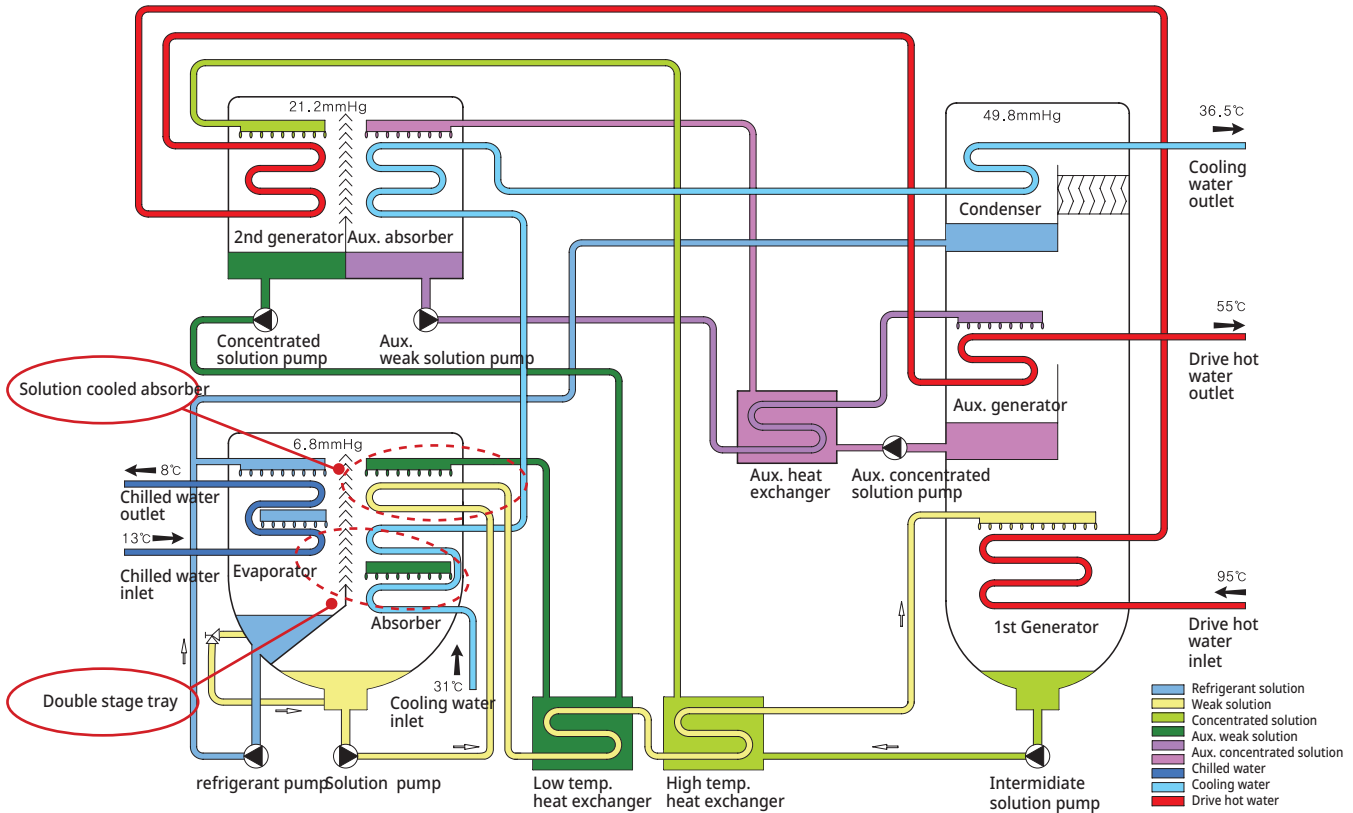 21.2mmHg
49.8mmHg
36.5℃
Cooling
water
outlet
Condenser
2nd generator
Aux. absorber
55℃
Drive hot
water
outlet
Concentrated
solution pump
Aux.
weak solution pump
Solution cooled absorber
Aux. generator
6.8mmHg
8℃
Chilled water
outlet
Aux. heat
exchanger
Aux. concentrated
solution pump
13℃
Chilled water
inlet
Evaporator
Absorber
95℃
1st Generator
Drive hot
water
inlet
Double stage tray
31℃
Cooling water
inlet
refrigerant pump
Solution pump
Low temp.
heat exchanger
High temp.
heat exchanger
Intermidiate
solution pump
Refrigerant solution
Weak solution
Concentrated solution
Aux. weak solution
Aux. concentrated solution
Chilled water
Cooling water
Drive hot water